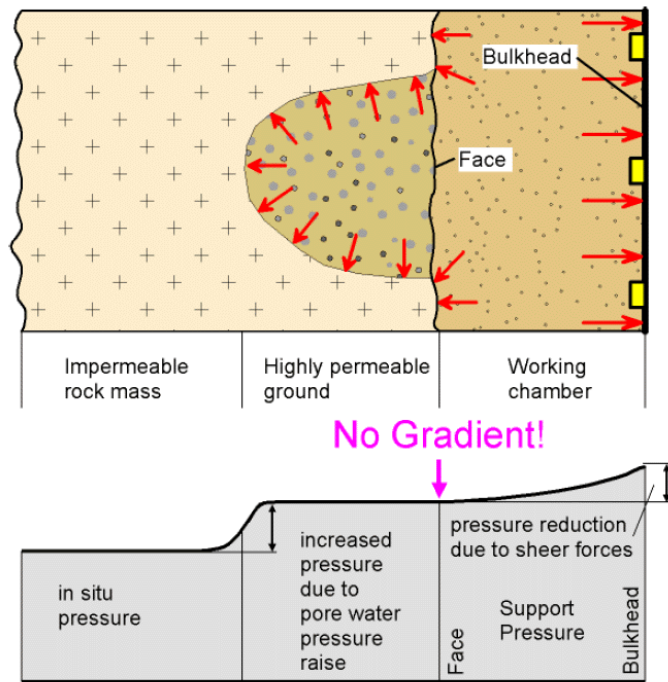 Bulkhead
Face
Impermeable
rock mass
Highly permeable
ground
Working
chamber
No Gradient!
in situ
pressure
increased
pressure
due to
pore water
pressure
raise
pressure reduction
due to sheer forces
Face
Support
Pressure
Bulkhead